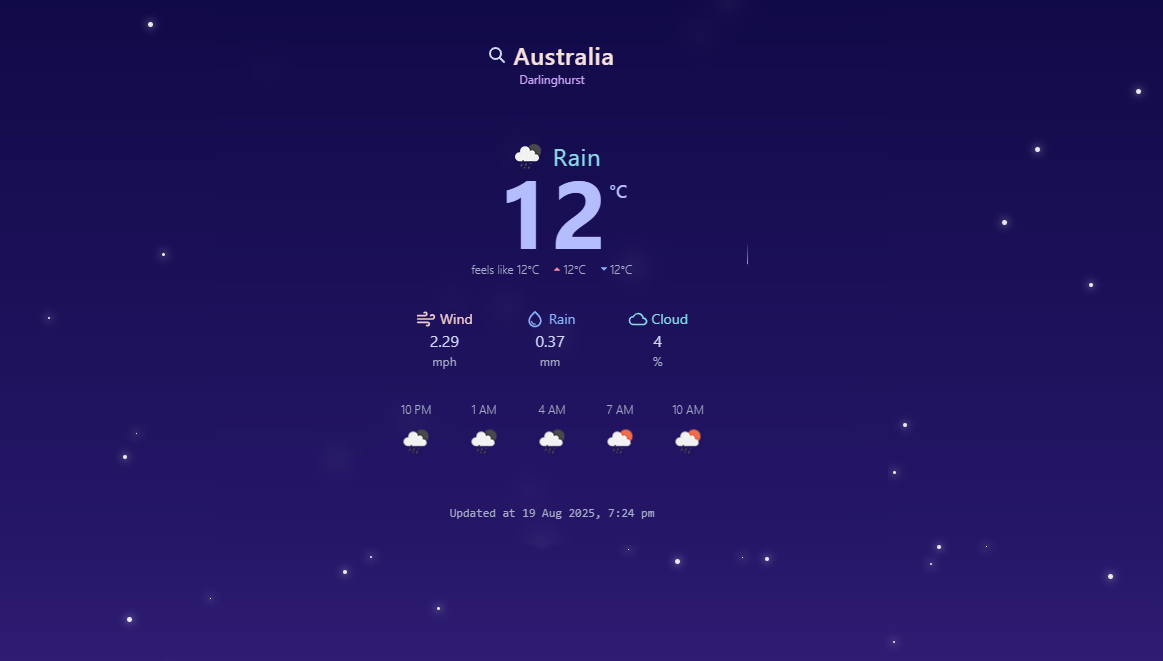 Australia
Darlinghurst
Rain
12 °C
feels like 12°C 12°C 12°C
Wind Rain Cloud
2.29 0.37 4
mph mm %
10 PM 1 AM 4 AM 7 AM 10 AM
Updated at 19 Aug 2025, 7:24 pm